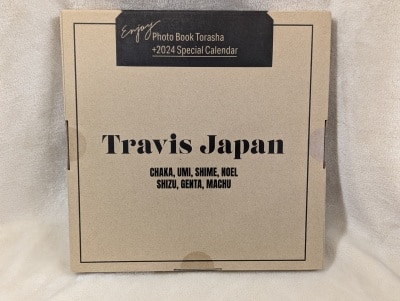 Enjoy
Photo Book Torasha
+2024 Special Calendar
Travis Japan
CHAKA, UMI, SHIME, NOEL
SHIZU, GENTA, MACHU